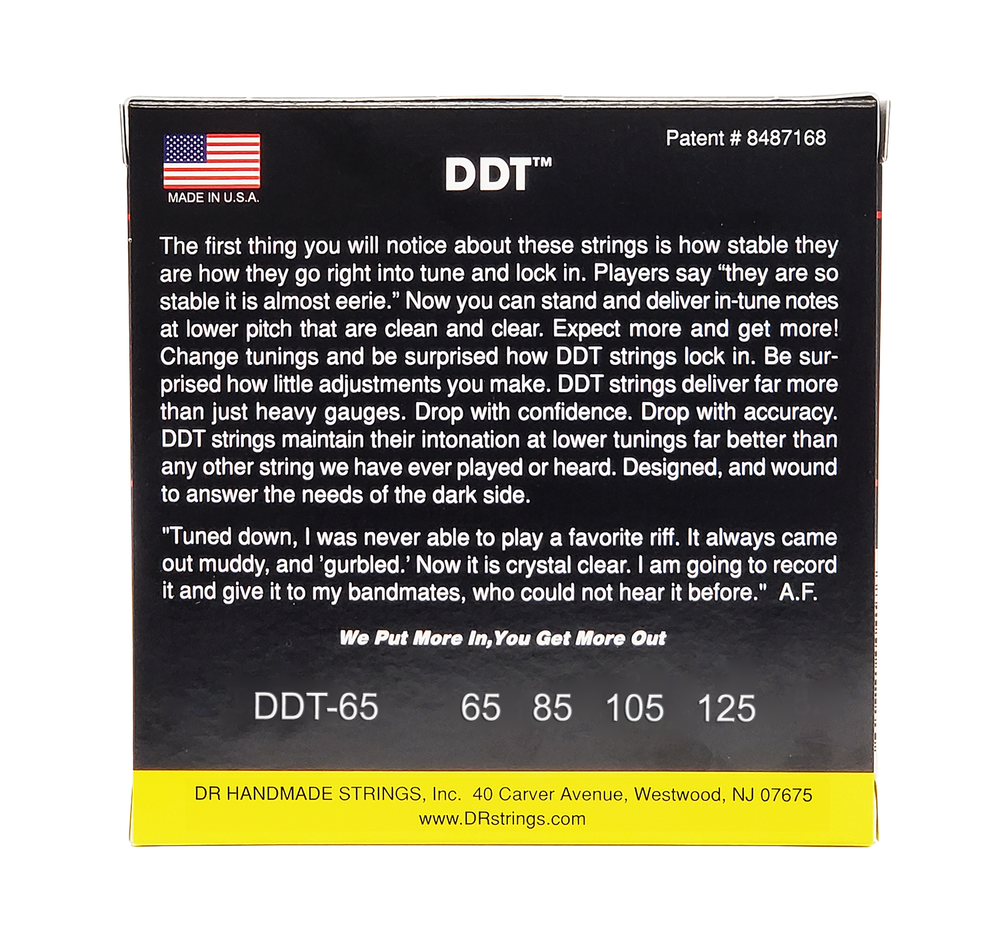 Patent # 8487168
DDT™
MADE IN U.S.A.
The first thing you will notice about these strings is how stable they
are how they go right into tune and lock in. Players say “they are so
stable it is almost eerie.” Now you can stand and deliver in-tune notes
at lower pitch that are clean and clear. Expect more and get more!
Change tunings and be surprised how DDT strings lock in. Be sur-
prised how little adjustments you make. DDT strings deliver far more
than just heavy gauges. Drop with confidence. Drop with accuracy.
DDT strings maintain their intonation at lower tunings far better than
any other string we have ever played or heard. Designed, and wound
to answer the needs of the dark side.
"Tuned down, I was never able to play a favorite riff. It always came
out muddy, and 'gurbled.' Now it is crystal clear. I am going to record
it and give it to my bandmates, who could not hear it before." A.F.
We Put More In,You Get More Out
DDT-65 65 85 105 125
DR HANDMADE STRINGS, Inc. 40 Carver Avenue, Westwood, NJ 07675
www.DRstrings.com